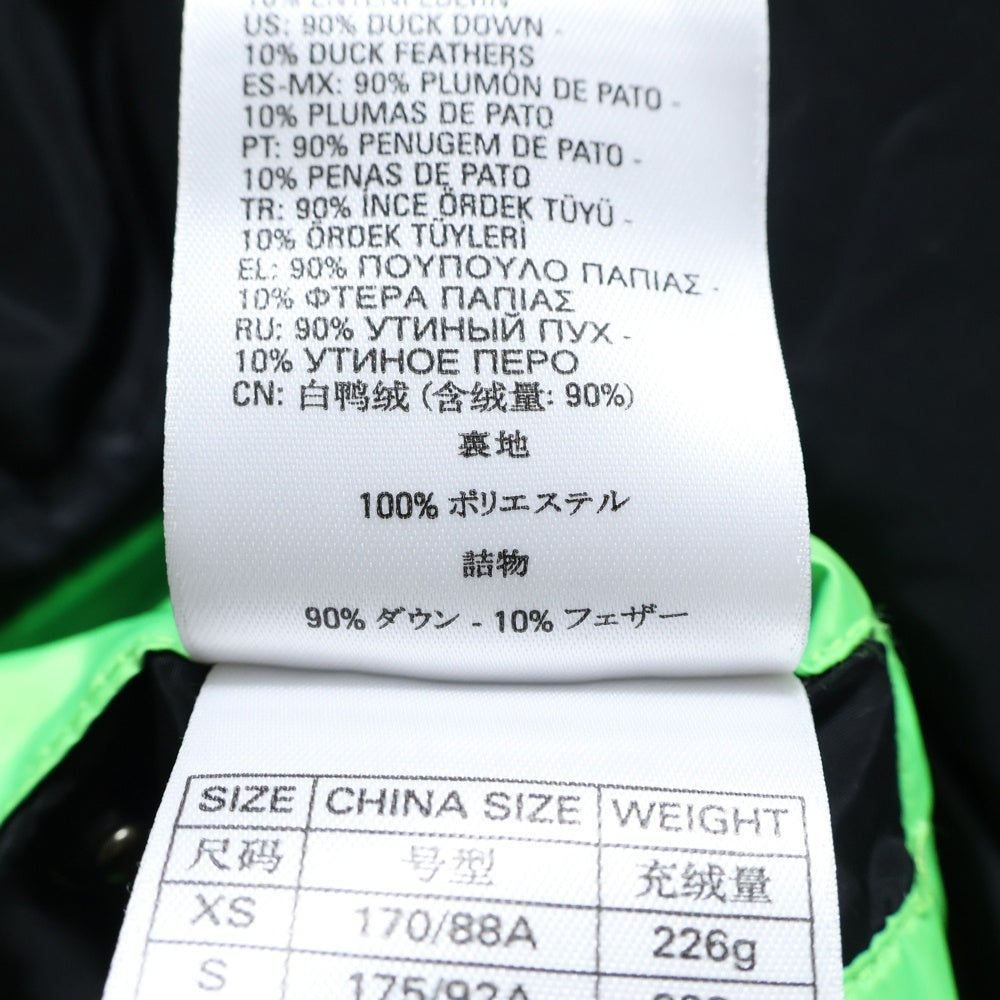 10% ENTENFEDERN
US: 90% DUCK DOWN -
10% DUCK FEATHERS
ES-MX: 90% PLUMÓN DE PATO -
10% PLUMAS DE PATO
PT: 90% PENUGEM DE PATO -
10% PENAS DE PATO
TR: 90% İNCE ÖRDEK TÜYÜ -
10% ÖRDEK TÜYLERİ
EL: 90% ΠΟΥΠΟΥΛΟ ΠΑΠΙΑΣ -
10% ΦΤΕΡΑ ΠΑΠΙΑΣ
RU: 90% УТИНЫЙ ПУХ -
10% УТИНОЕ ПЕРО
CN: 白鸭绒 (含绒量: 90%)
裏地
100% ポリエステル
詰物
90% ダウン - 10% フェザー
SIZE CHINA SIZE WEIGHT
尺码 号型 充绒量
XS 170/88A 226g
S 175/92A